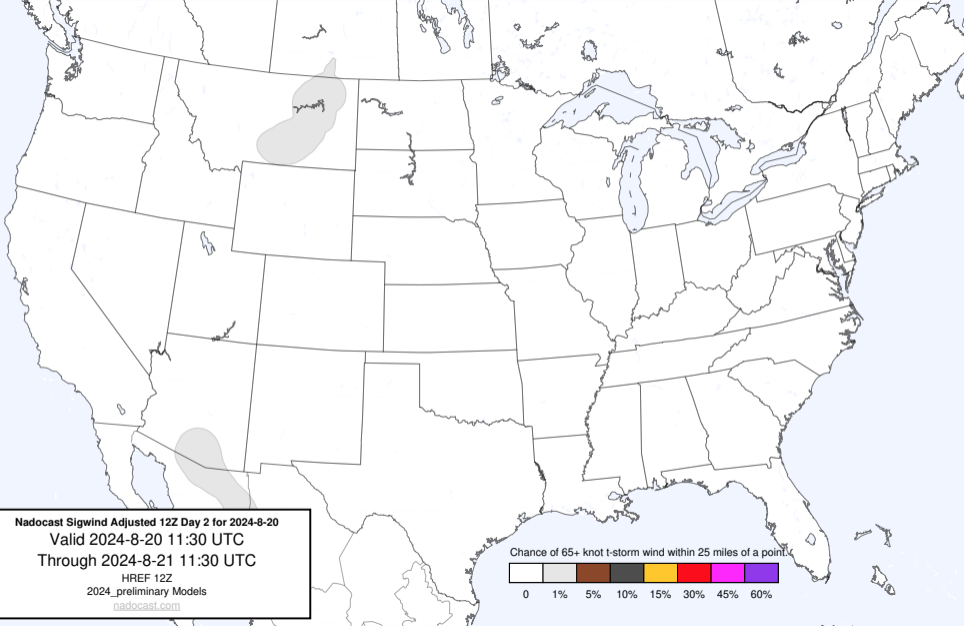 Nadocast Sigwind Adjusted 12Z Day 2 for 2024-8-20
Valid 2024-8-20 11:30 UTC
Through 2024-8-21 11:30 UTC
HREF 12Z
2024_preliminary Models
nadocast.com
Chance of 65+ knot t-storm wind within 25 miles of a point.
0 1% 5% 10% 15% 30% 45% 60%